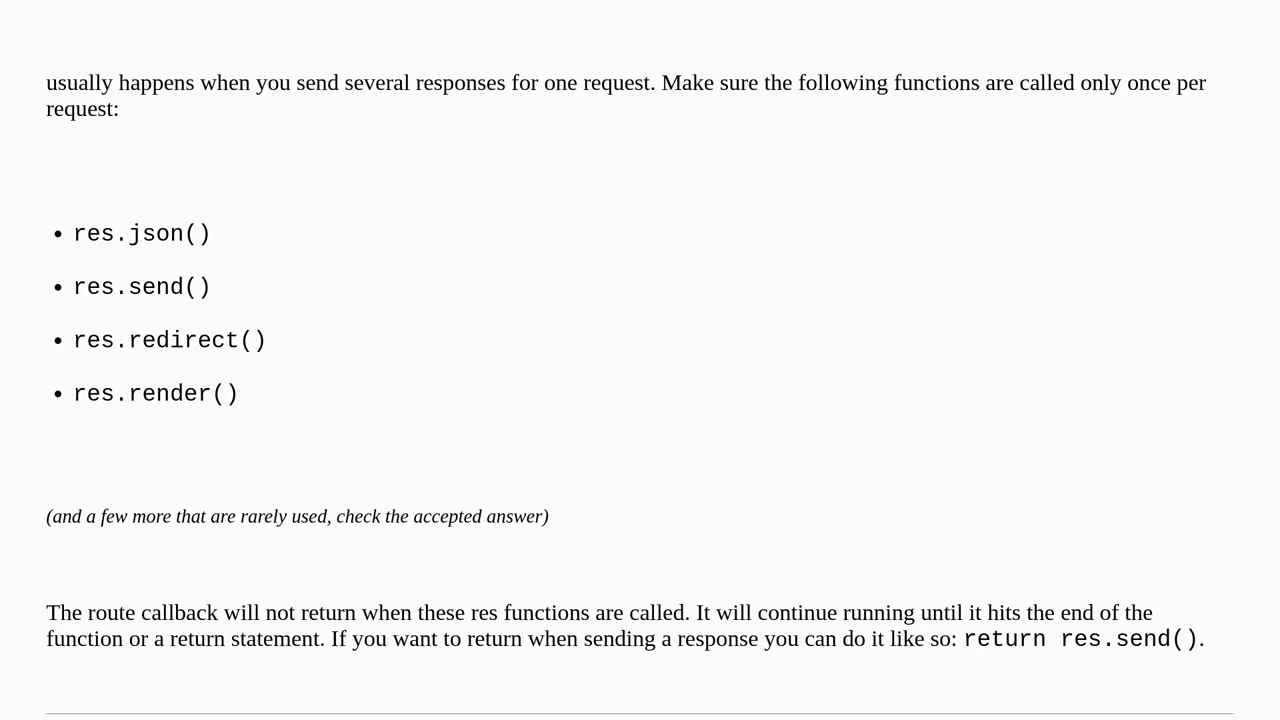 usually happens when you send several responses for one request. Make sure the following functions are called only once per
request:
• res.json()
• res.send()
• res.redirect()
• res.render()
(and a few more that are rarely used, check the accepted answer)
The route callback will not return when these res functions are called. It will continue running until it hits the end of the
function or a return statement. If you want to return when sending a response you can do it like so: return res.send().